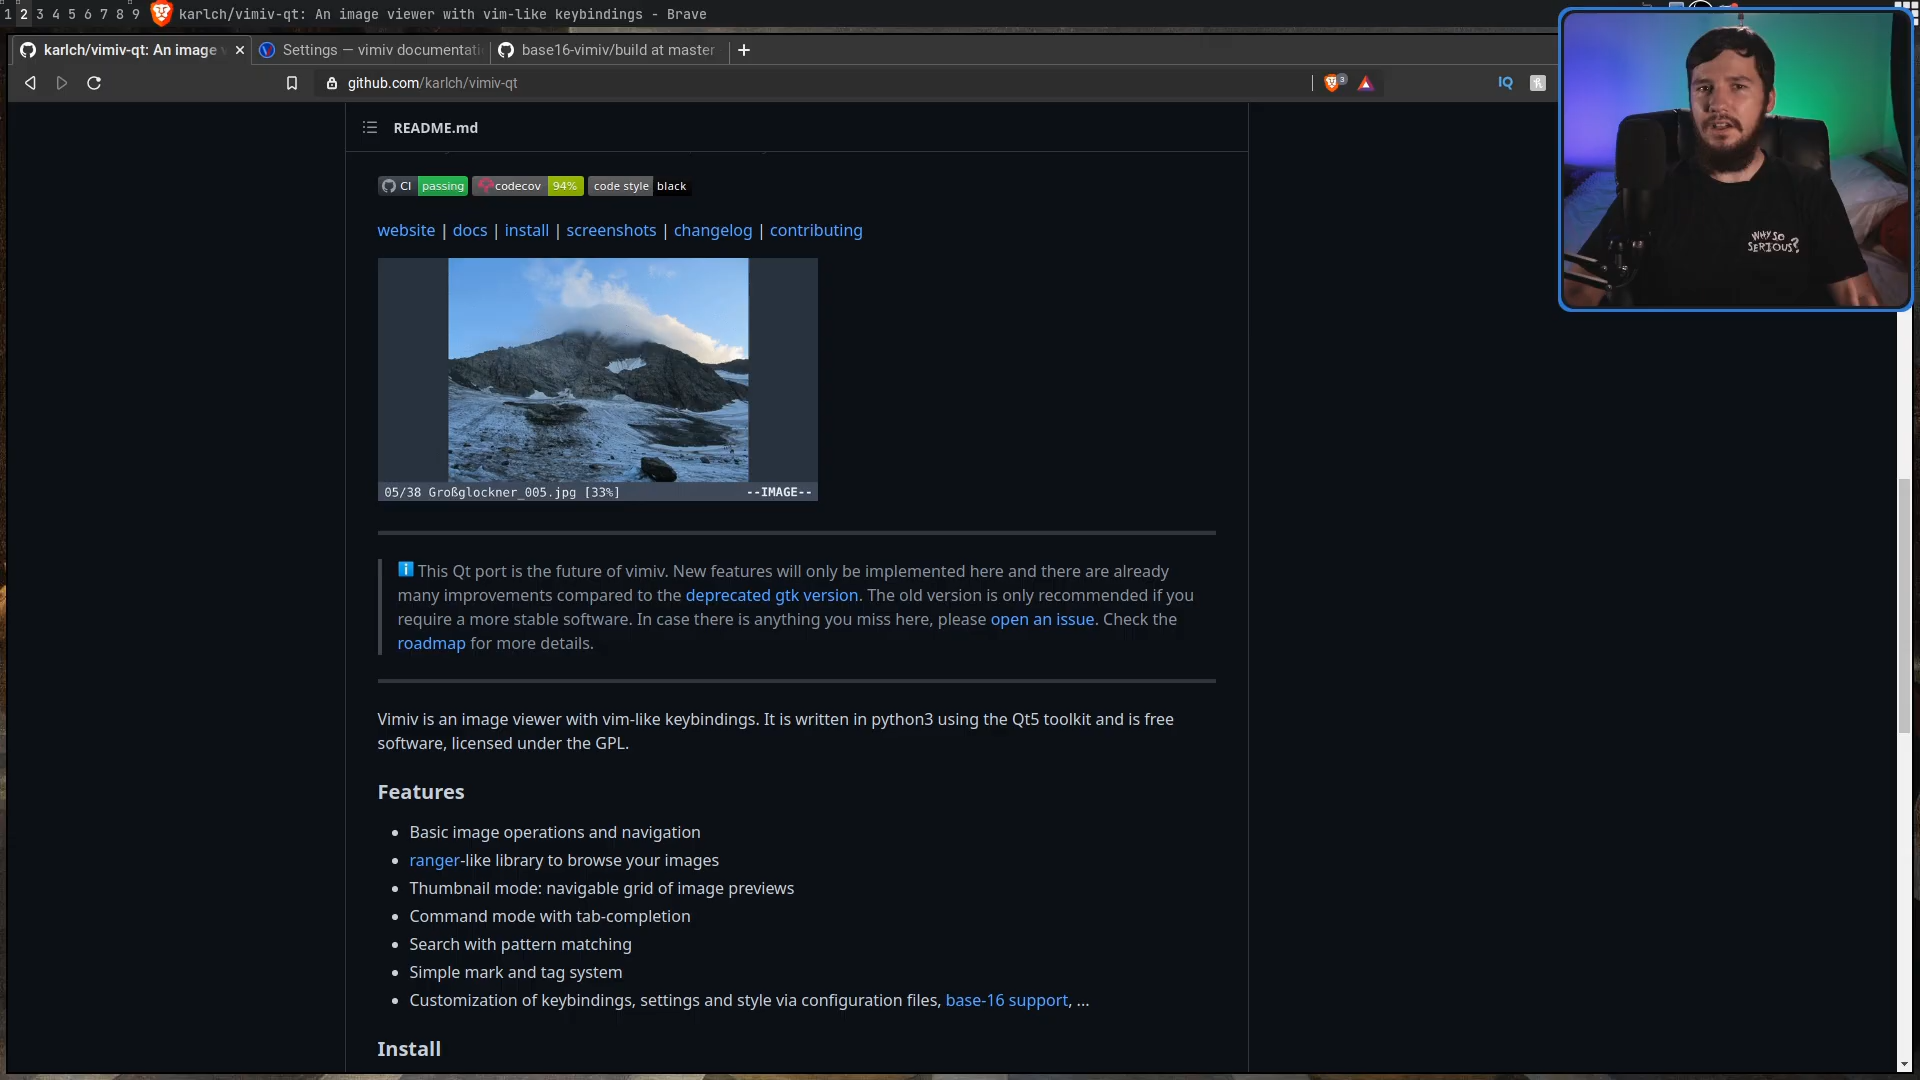 1 2 3 4 5 6 7 8 9 karlch/vimiv-qt: An image viewer with vim-like keybindings - Brave
karlch/vimiv-qt: An image
Settings — vimiv documentati
base16-vimiv/build at master
github.com/karlch/vimiv-qt
3
IQ
README.md
CI passing codecov 94% code style black
website | docs | install | screenshots | changelog | contributing
05/38 Großglockner_005.jpg [33%] --IMAGE--
This Qt port is the future of vimiv. New features will only be implemented here and there are already
many improvements compared to the deprecated gtk version. The old version is only recommended if you
require a more stable software. In case there is anything you miss here, please open an issue. Check the
roadmap for more details.
Vimiv is an image viewer with vim-like keybindings. It is written in python3 using the Qt5 toolkit and is free
software, licensed under the GPL.
Features
• Basic image operations and navigation
• ranger-like library to browse your images
• Thumbnail mode: navigable grid of image previews
• Command mode with tab-completion
• Search with pattern matching
• Simple mark and tag system
• Customization of keybindings, settings and style via configuration files, base-16 support, ...
Install
WHY SO
SERIOUS?